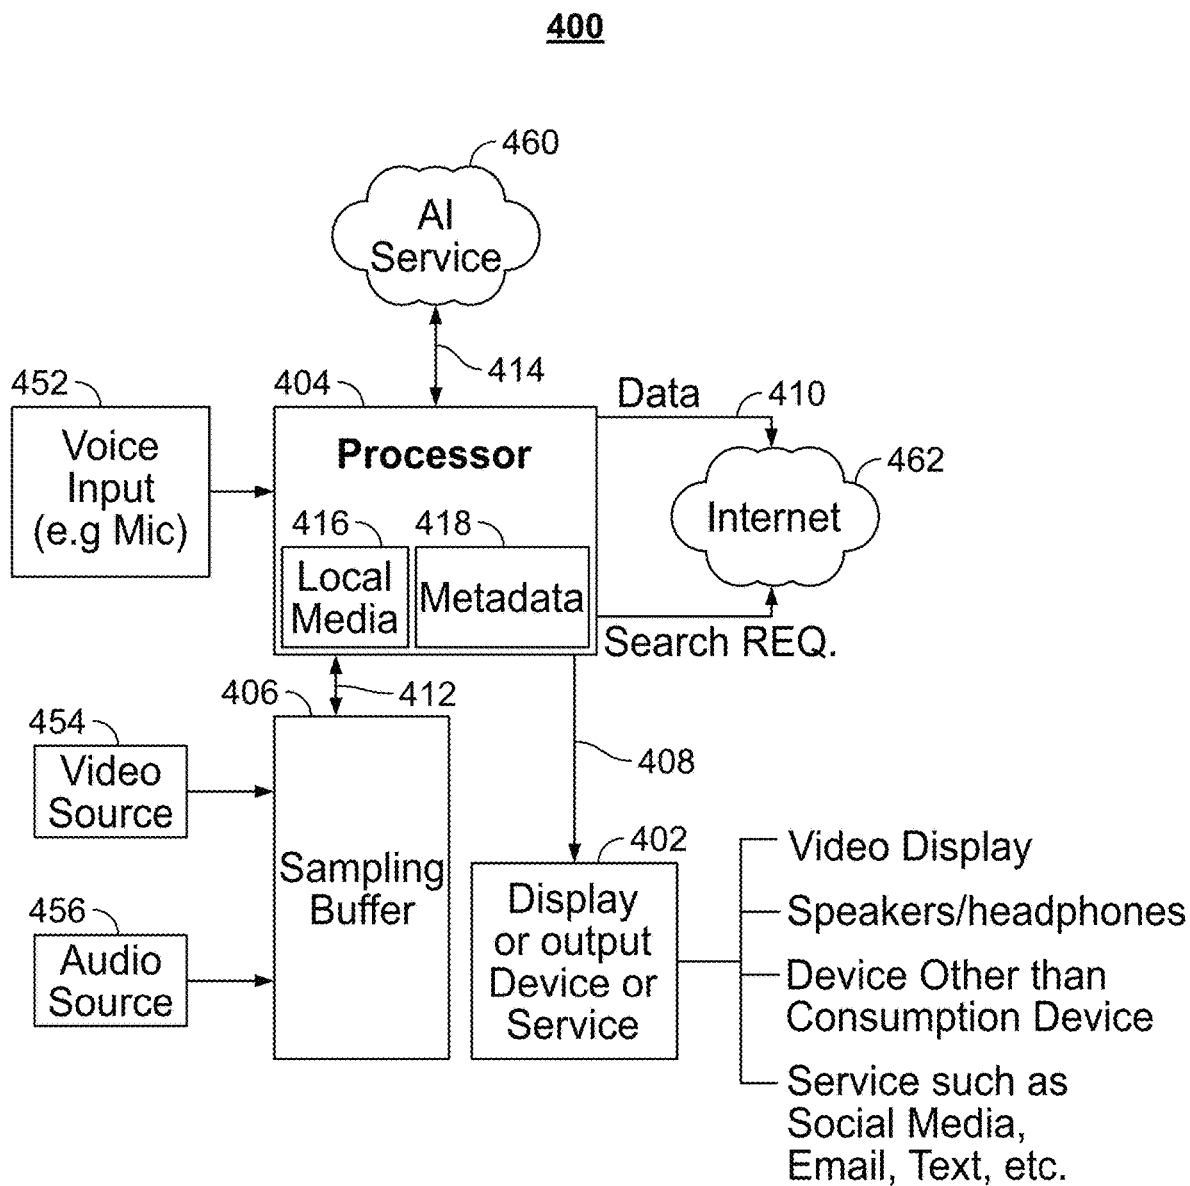 400
460
AI
Service
414
452
404
Data
410
Voice
Input
(e.g Mic)
Processor
462
Internet
416
418
Local
Media
Metadata
Search REQ.
406
412
454
Video
Source
408
Sampling
Buffer
402
456
Audio
Source
Display
or output
Device or
Service
Video Display
Speakers/headphones
Device Other than
Consumption Device
Service such as
Social Media,
Email, Text, etc.